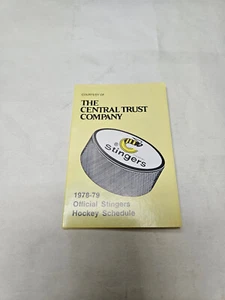 COURTESY OF
THE
CENTRAL TRUST
COMPANY
Stingers
1978-79
Official Stingers
Hockey Schedule